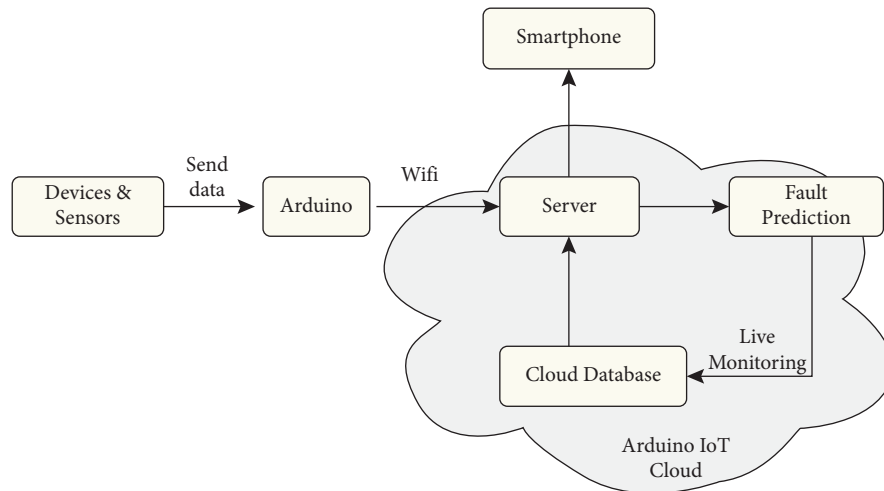 Smartphone
Send
data
Wifi
Devices &
Sensors
Arduino
Server
Fault
Prediction
Live
Monitoring
Cloud Database
Arduino IoT
Cloud